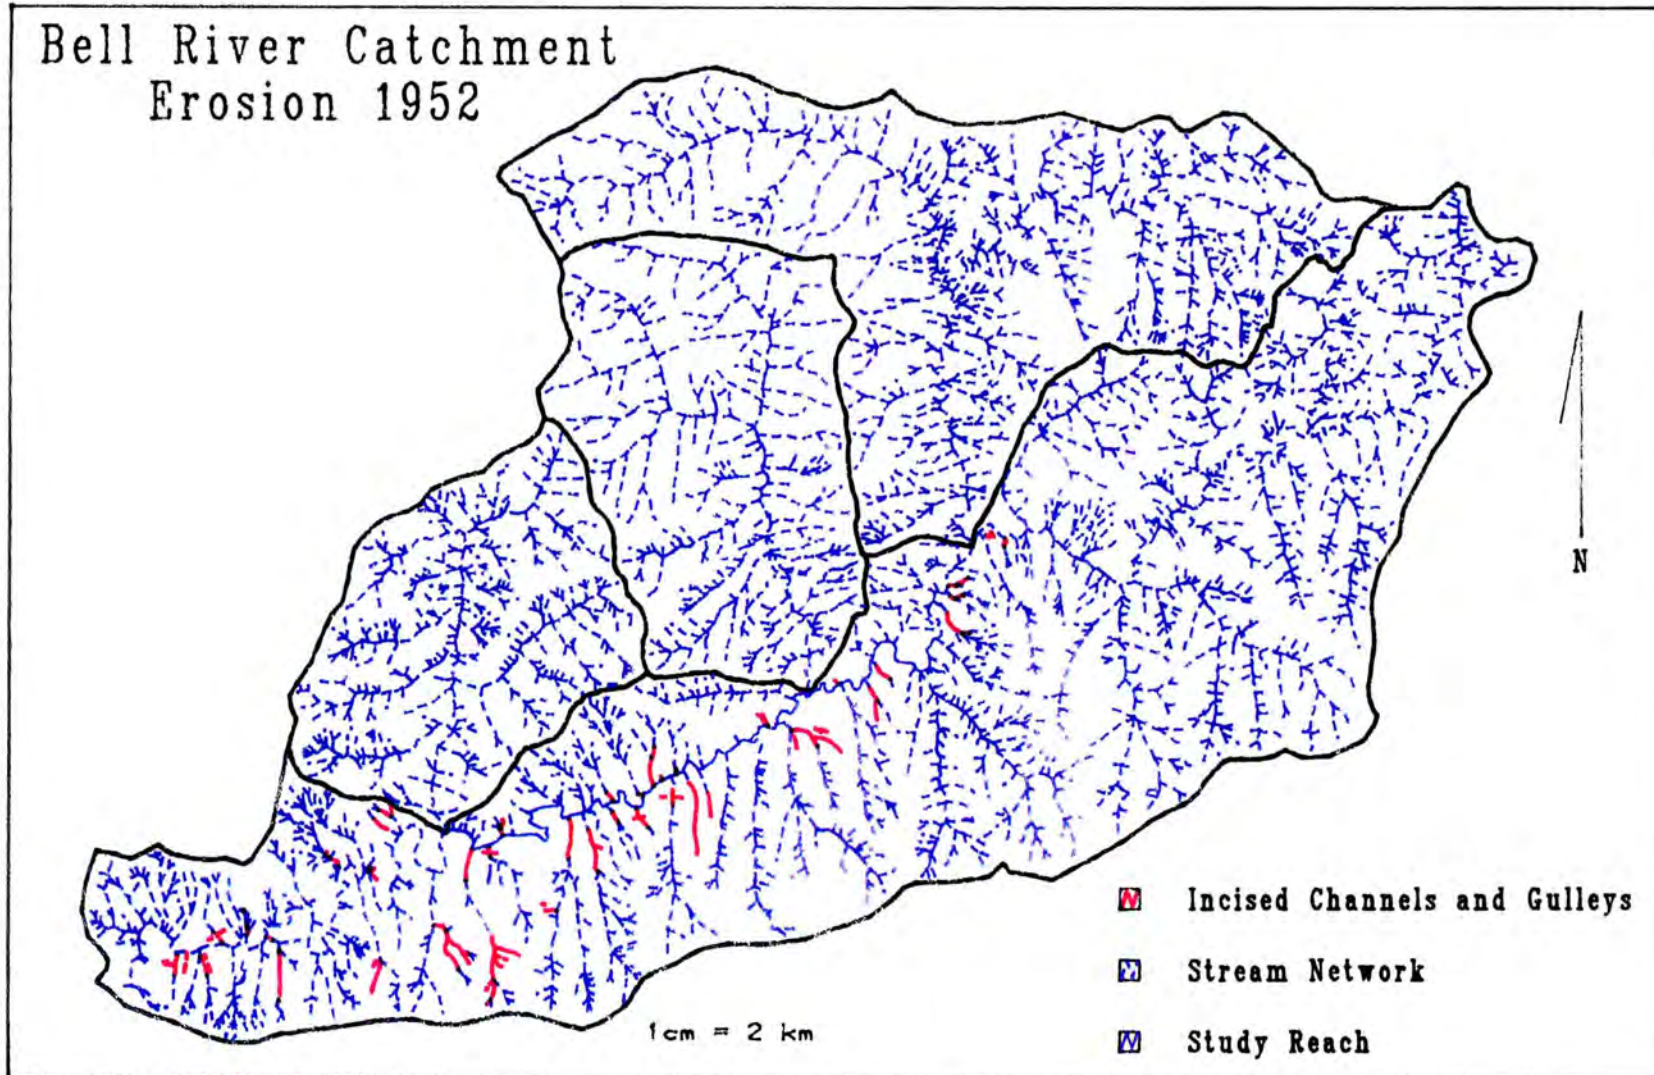 Bell River Catchment
Erosion 1952
N
Incised Channels and Gulleys
Stream Network
Study Reach
1cm = 2 km